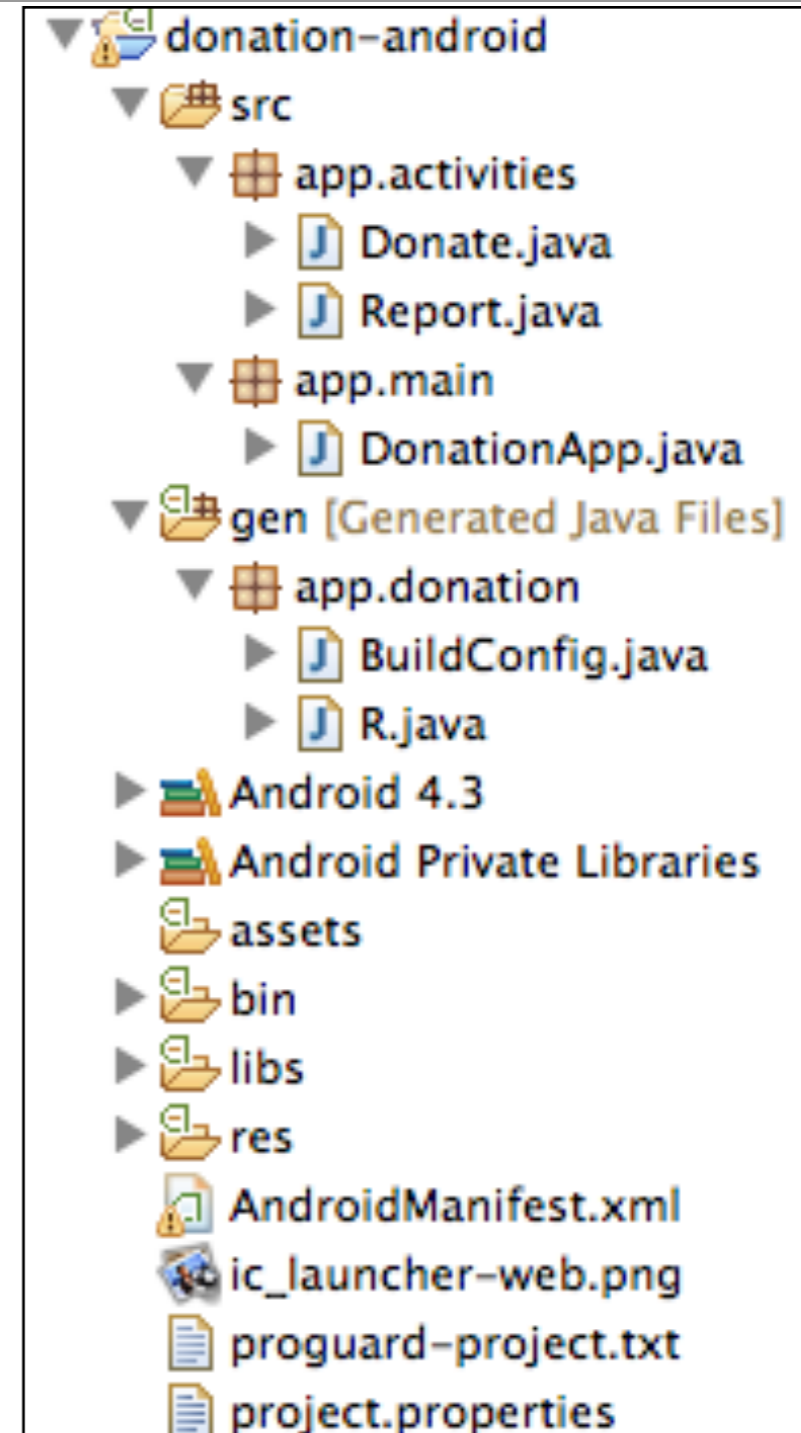 donation-android
src
app.activities
Donate.java
Report.java
app.main
DonationApp.java
gen [Generated Java Files]
app.donation
BuildConfig.java
R.java
Android 4.3
Android Private Libraries
assets
bin
libs
res
AndroidManifest.xml
ic_launcher-web.png
proguard-project.txt
project.properties